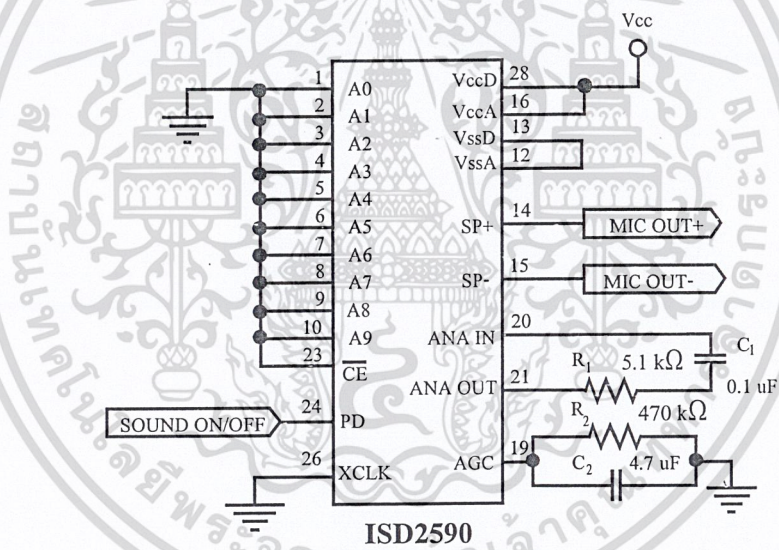 Vcc
1 A0 VccD 28
2 A1 VccA 16
3 A2 VssD 13
4 A3 VssA 12
5 A4
6 A5 SP+ 14 MIC OUT+
7 A6
8 A7 SP- 15 MIC OUT-
9 A8
10 A9 ANA IN 20
23 C̅E̅ R₁ 5.1 kΩ C₁
ANA OUT 21 0.1 uF
SOUND ON/OFF 24 PD R₂ 470 kΩ
26 XCLK AGC 19 C₂ 4.7 uF
ISD2590